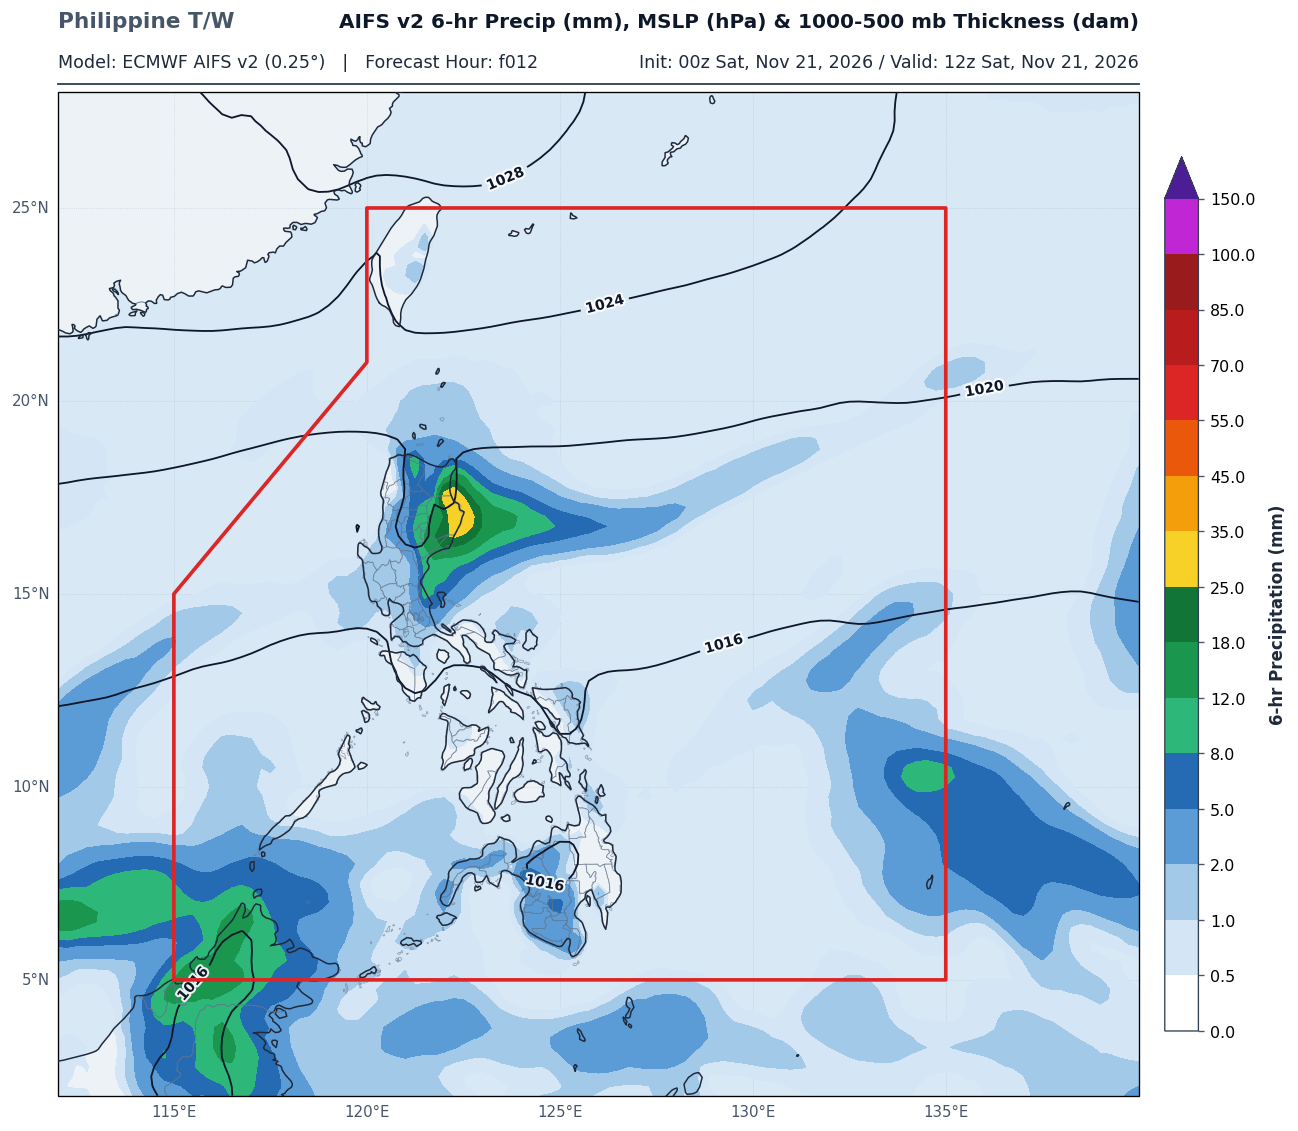 Philippine T/W
AIFS v2 6-hr Precip (mm), MSLP (hPa) & 1000-500 mb Thickness (dam)
Model: ECMWF AIFS v2 (0.25°) | Forecast Hour: f012
Init: 00z Sat, Nov 21, 2026 / Valid: 12z Sat, Nov 21, 2026
1028
1024
1020
1016
1016
1016
25°N
20°N
15°N
10°N
5°N
115°E
120°E
125°E
130°E
135°E
150.0
100.0
85.0
70.0
55.0
45.0
35.0
25.0
18.0
12.0
8.0
5.0
2.0
1.0
0.5
0.0
6-hr Precipitation (mm)